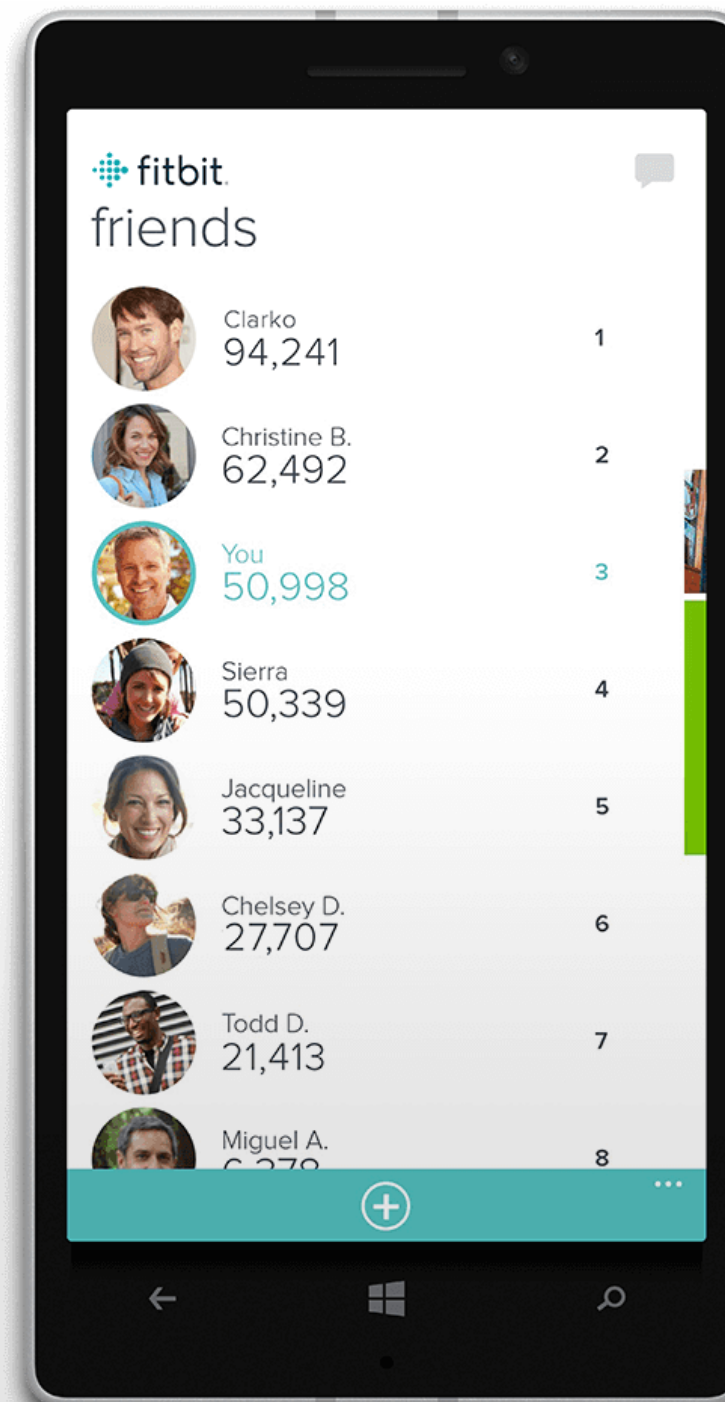 fitbit.
friends
Clarko
94,241
1
Christine B.
62,492
2
You
50,998
3
Sierra
50,339
4
Jacqueline
33,137
5
Chelsey D.
27,707
6
Todd D.
21,413
7
Miguel A.
8